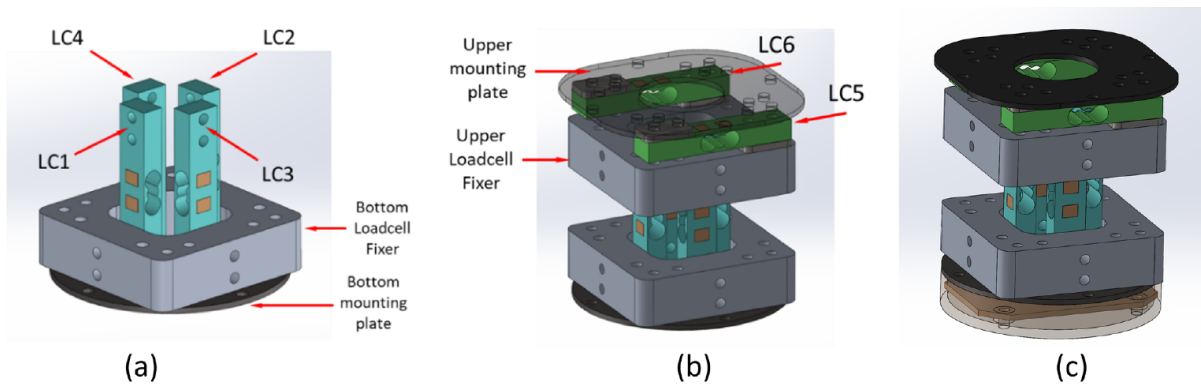 LC4
LC2
LC1
LC3
Bottom
Loadcell
Fixer
Bottom
mounting
plate
(a)
Upper
mounting
plate
LC6
LC5
Upper
Loadcell
Fixer
(b)
(c)